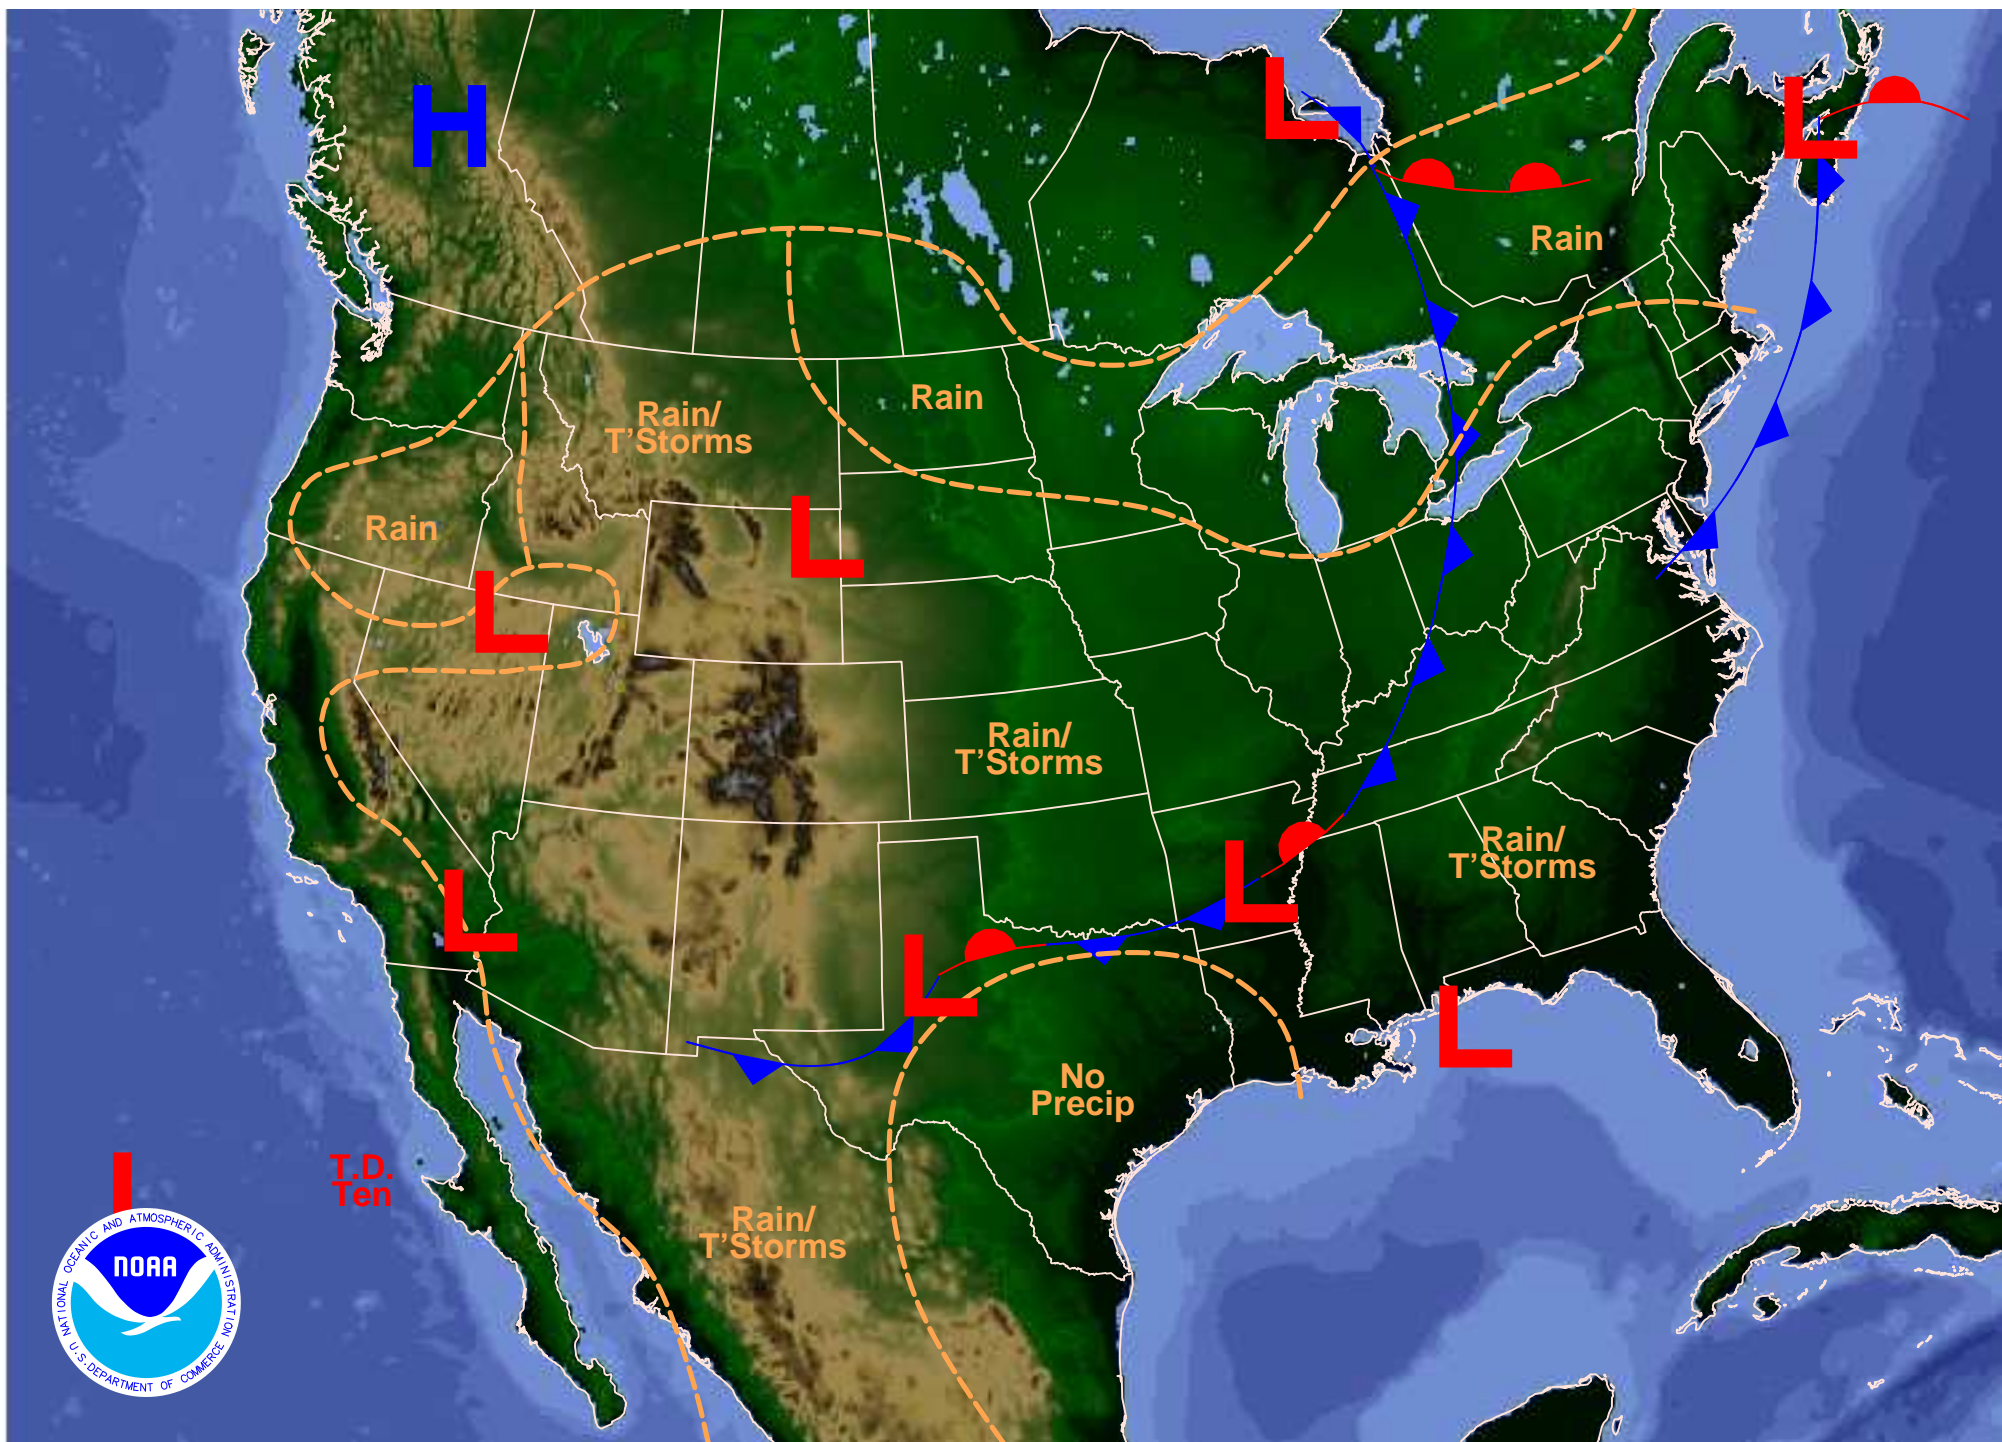 H
L
L
Rain
Rain
Rain/
T'Storms
Rain
L
L
Rain/
T'Storms
Rain/
T'Storms
L
L
L
L
No
Precip
L
T.D.
Ten
Rain/
T'Storms
NATIONAL OCEANIC AND ATMOSPHERIC ADMINISTRATION
NOAA
U.S. DEPARTMENT OF COMMERCE